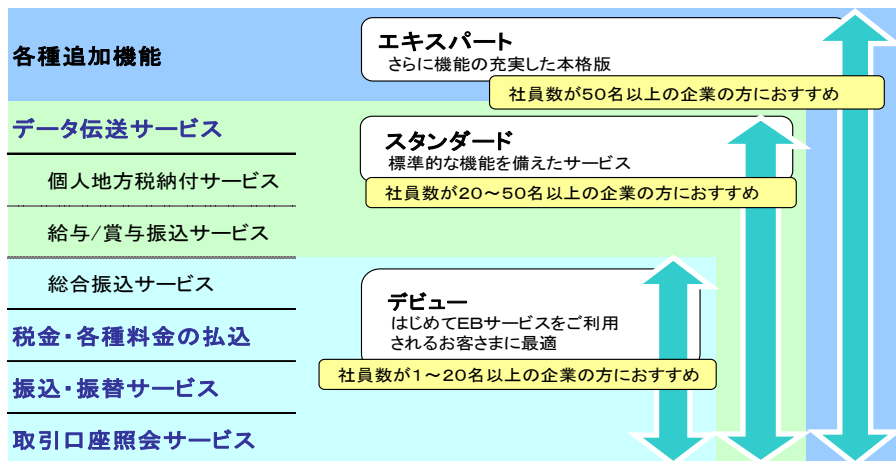 各種追加機能
エキスパート
さらに機能の充実した本格版
社員数が50名以上の企業の方におすすめ
データ伝送サービス
スタンダード
標準的な機能を備えたサービス
個人地方税納付サービス
社員数が20～50名以上の企業の方におすすめ
給与/賞与振込サービス
総合振込サービス
デビュー
はじめてEBサービスをご利用
されるお客さまに最適
税金・各種料金の払込
社員数が1～20名以上の企業の方におすすめ
振込・振替サービス
取引口座照会サービス